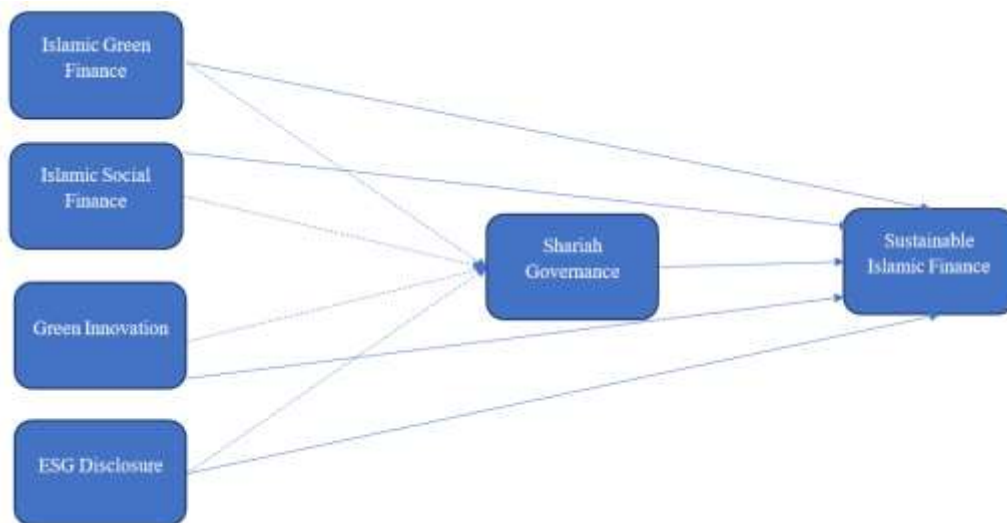 Islamic Green
Finance
Islamic Social
Finance
Green Innovation
ESG Disclosure
Shariah
Governance
Sustainable
Islamic Finance